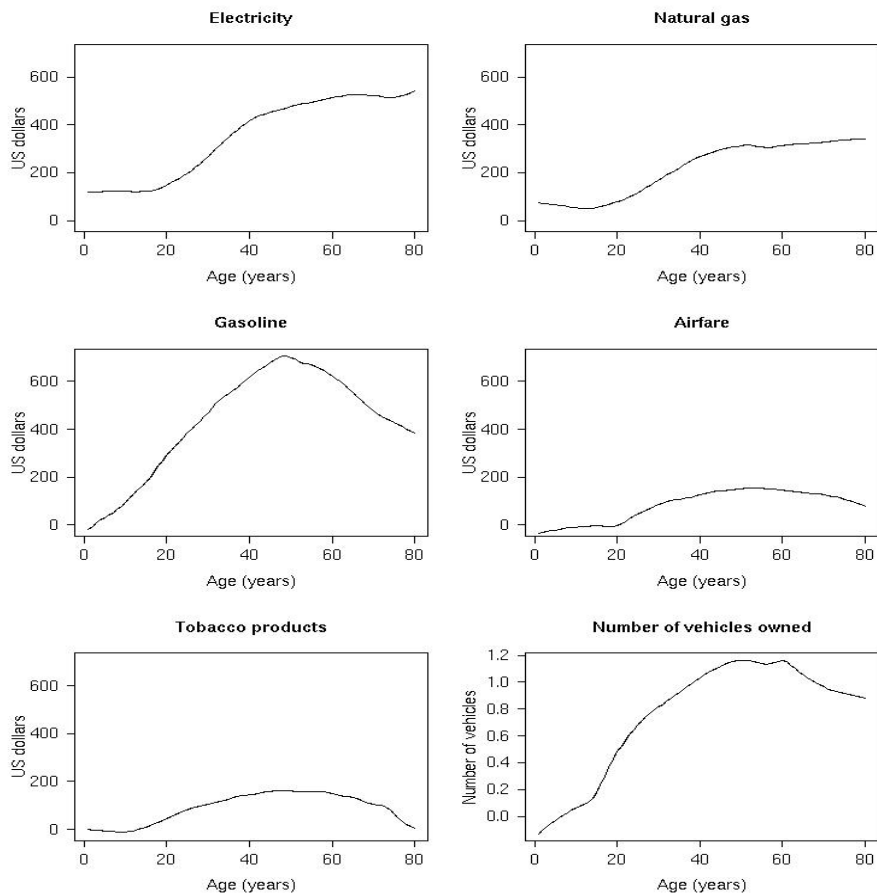 Electricity
US dollars
600
400
200
0
0 20 40 60 80
Age (years)
Natural gas
US dollars
600
400
200
0
0 20 40 60 80
Age (years)
Gasoline
US dollars
600
400
200
0
0 20 40 60 80
Age (years)
Airfare
US dollars
600
400
200
0
0 20 40 60 80
Age (years)
Tobacco products
US dollars
600
400
200
0
0 20 40 60 80
Age (years)
Number of vehicles owned
Number of vehicles
1.2
1.0
0.8
0.6
0.4
0.2
0.0
0 20 40 60 80
Age (years)